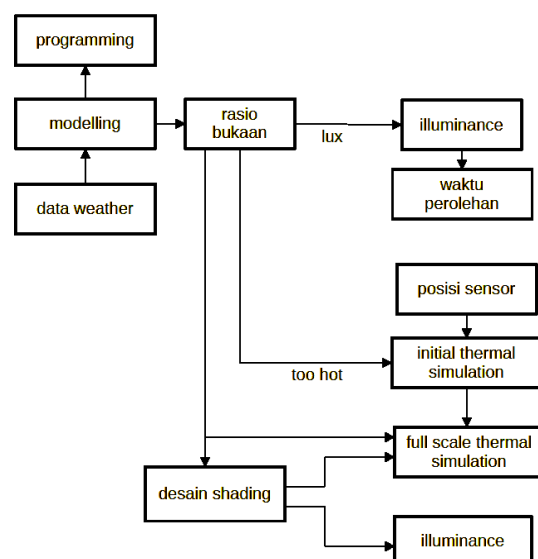 programming
modelling
rasio
bukaan
lux
illuminance
data weather
waktu
perolehan
posisi sensor
too hot
initial thermal
simulation
full scale thermal
simulation
desain shading
illuminance